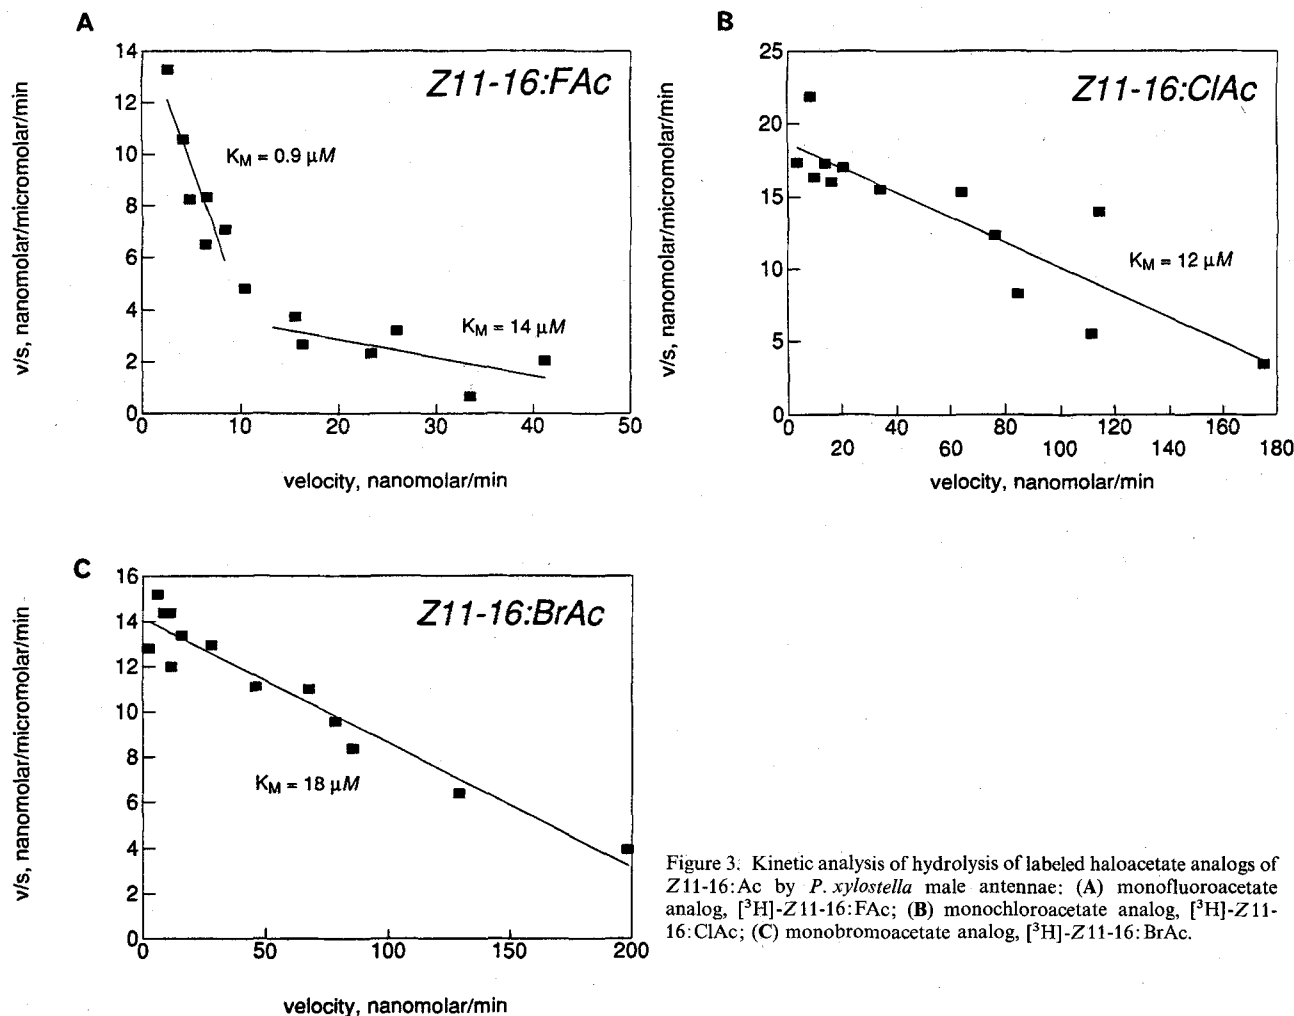 A
Z11-16:FAc
v/s, nanomolar/micromolar/min
14
12
10
8
6
4
2
0
K_M = 0.9 µM
K_M = 14 µM
0 10 20 30 40 50
velocity, nanomolar/min
B
Z11-16:ClAc
v/s, nanomolar/micromolar/min
25
20
15
10
5
0
K_M = 12 µM
0 40 80 120 160
20 60 100 140 180
velocity, nanomolar/min
C
Z11-16:BrAc
v/s, nanomolar/micromolar/min
16
14
12
10
8
6
4
2
0
K_M = 18 µM
0 50 100 150 200
velocity, nanomolar/min
Figure 3. Kinetic analysis of hydrolysis of labeled haloacetate analogs of
Z11-16:Ac by P. xylostella male antennae: (A) monofluoroacetate
analog, [³H]-Z11-16:FAc; (B) monochloroacetate analog, [³H]-Z11-
16:ClAc; (C) monobromoacetate analog, [³H]-Z11-16:BrAc.